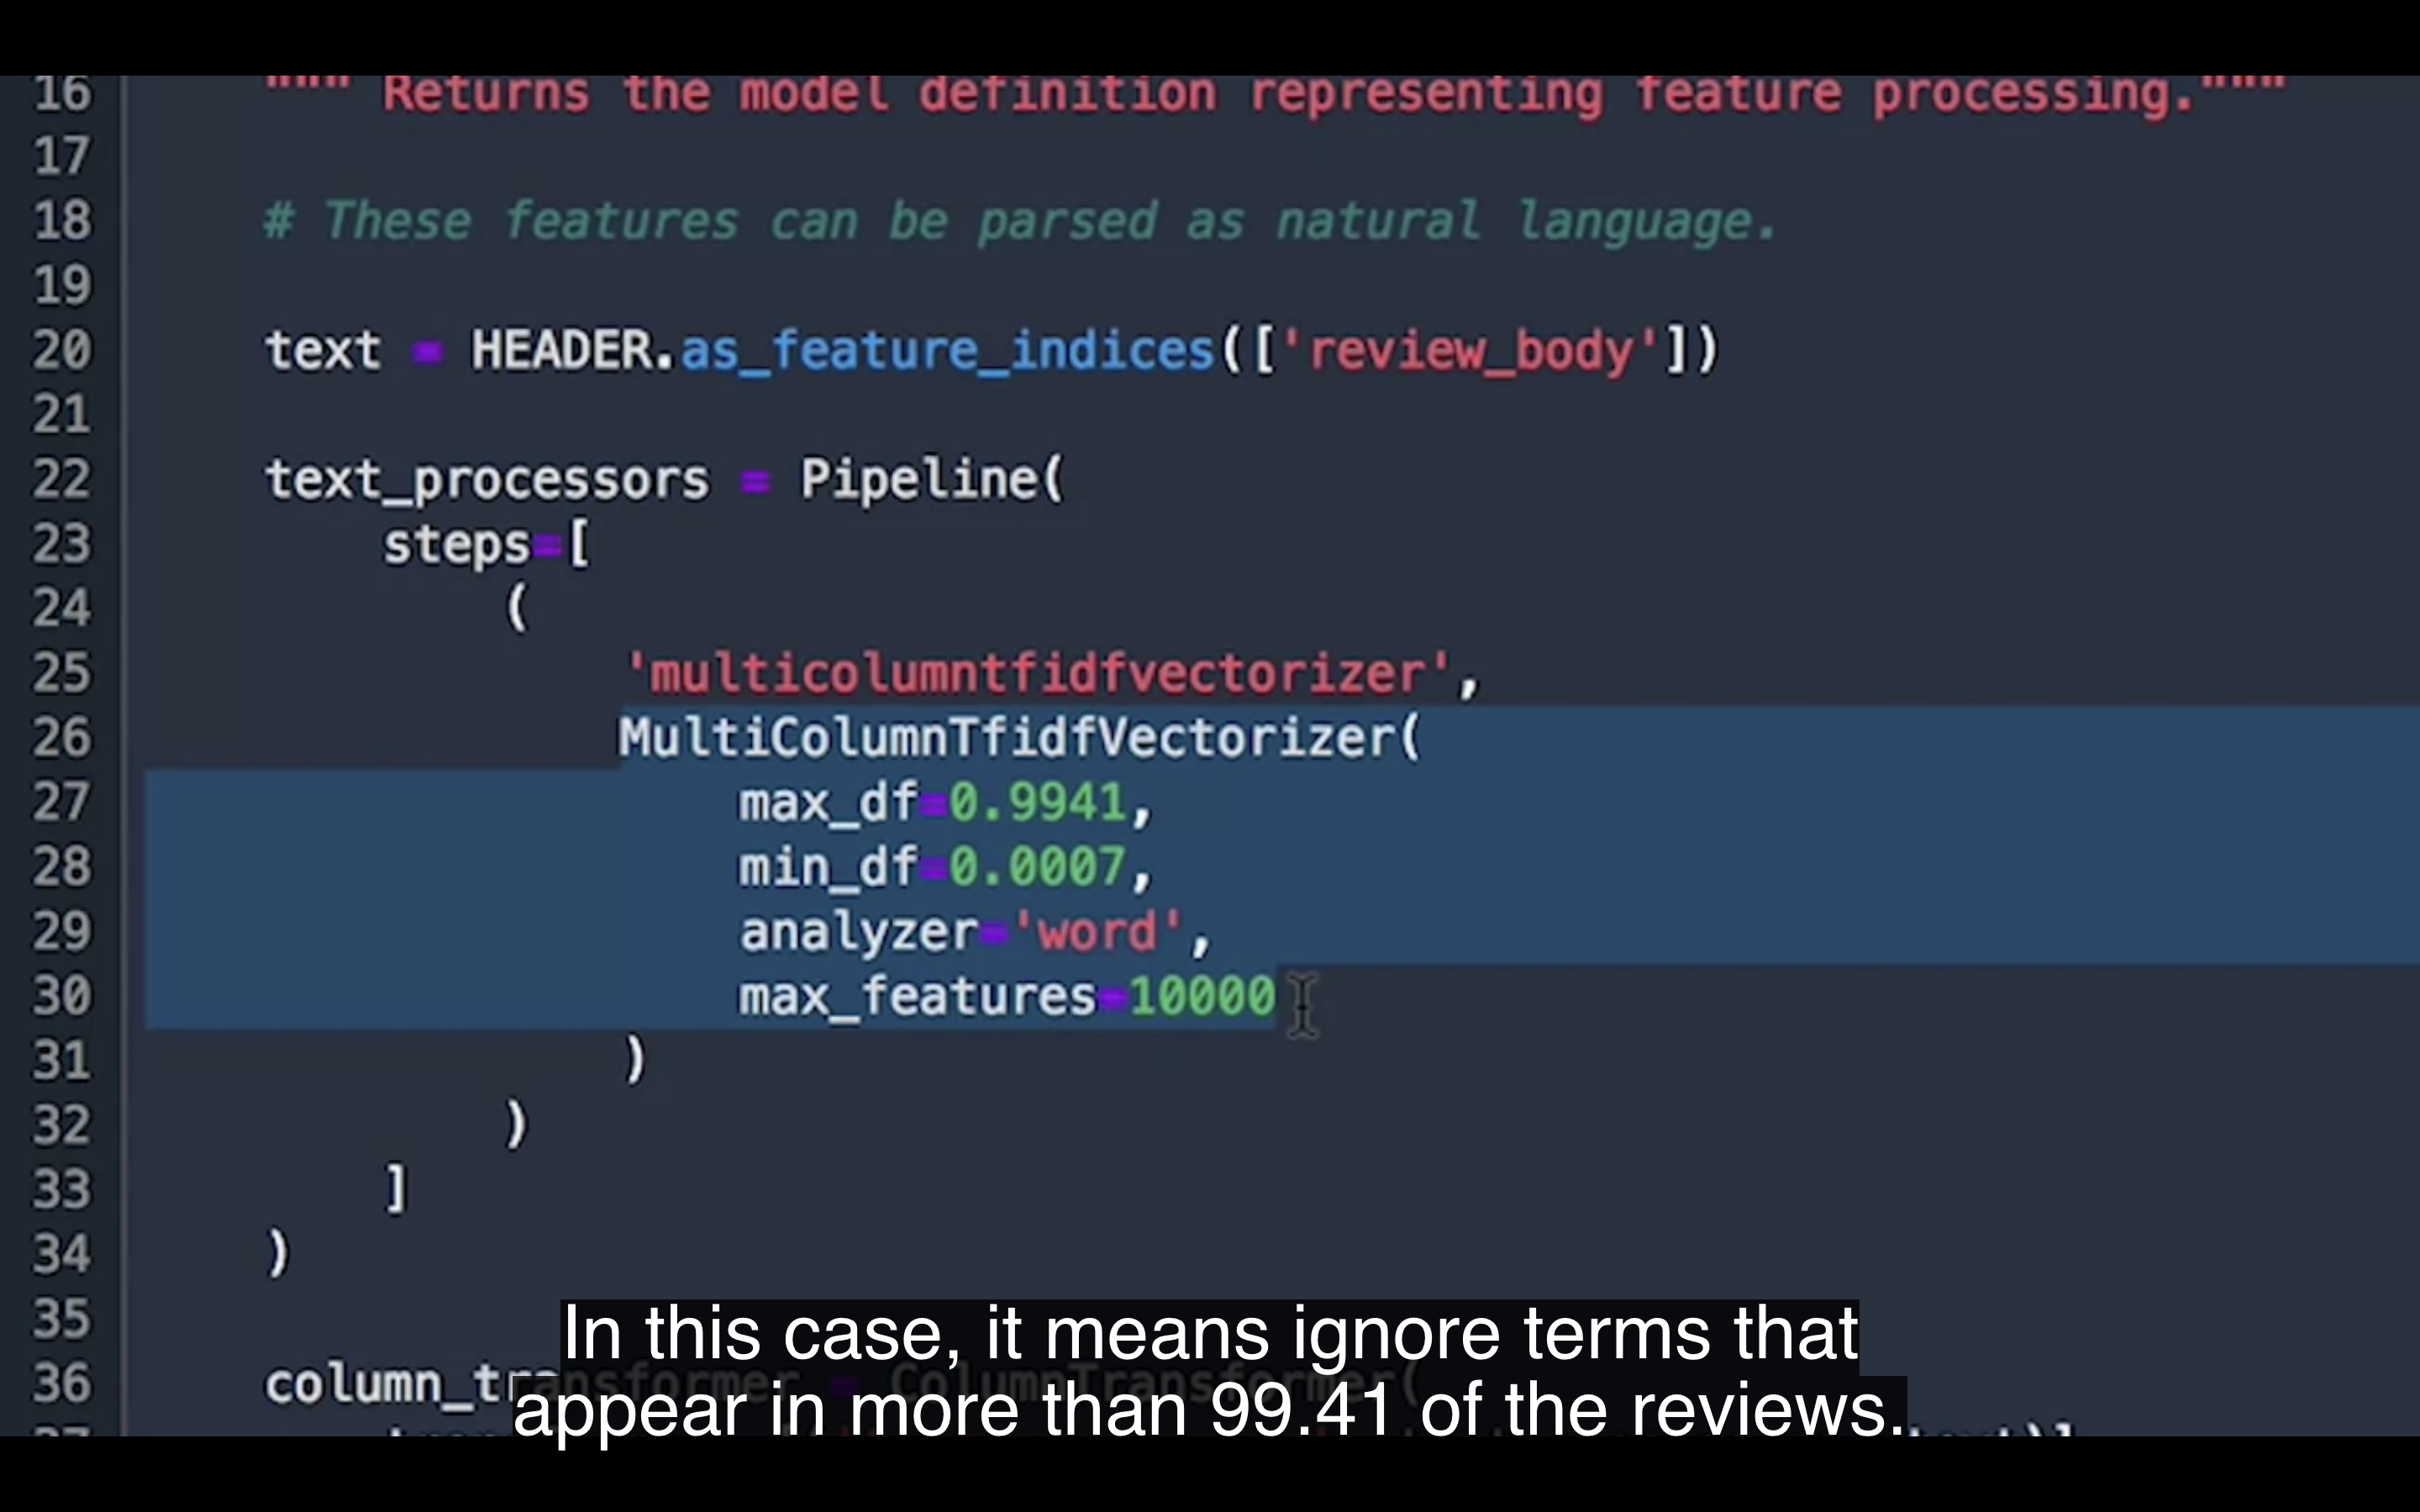 16 """ Returns the model definition representing feature processing."""
17
18 # These features can be parsed as natural language.
19
20 text = HEADER.as_feature_indices(['review_body'])
21
22 text_processors = Pipeline(
23 steps=[
24 (
25 'multicolumntfidfvectorizer',
26 MultiColumnTfidfVectorizer(
27 max_df=0.9941,
28 min_df=0.0007,
29 analyzer='word',
30 max_features=10000
31 )
32 )
33 ]
34 )
35
36 column_transformer = ColumnTransformer(
In this case, it means ignore terms that
appear in more than 99.41 of the reviews.